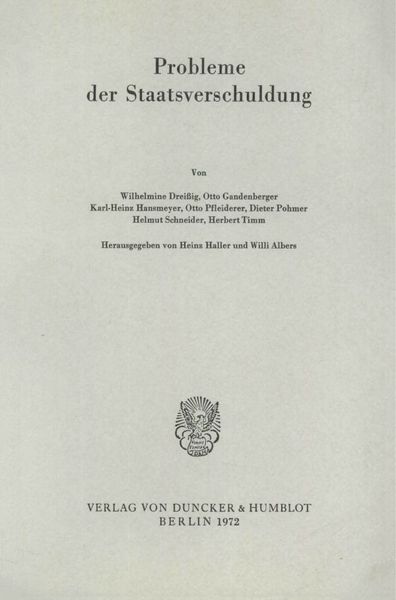 Probleme
der Staatsverschuldung
Von
Wilhelmine Dreißig, Otto Gandenberger
Karl-Heinz Hansmeyer, Otto Pfleiderer, Dieter Pohmer
Helmut Schneider, Herbert Timm
Herausgegeben von Heinz Haller und Willi Albers
VERLAG VON DUNCKER & HUMBLOT
BERLIN 1972